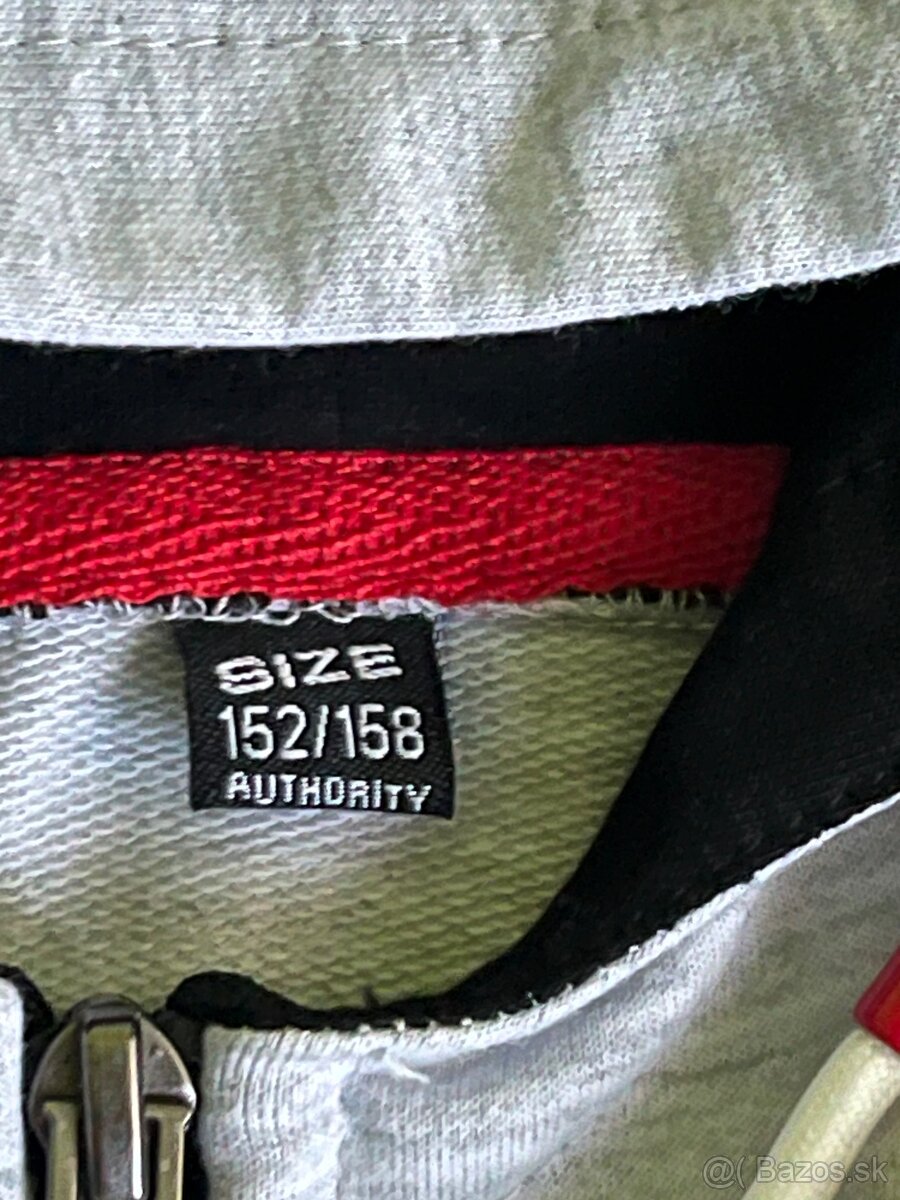 SIZE
152/158
AUTHORITY
@( Bazos.sk